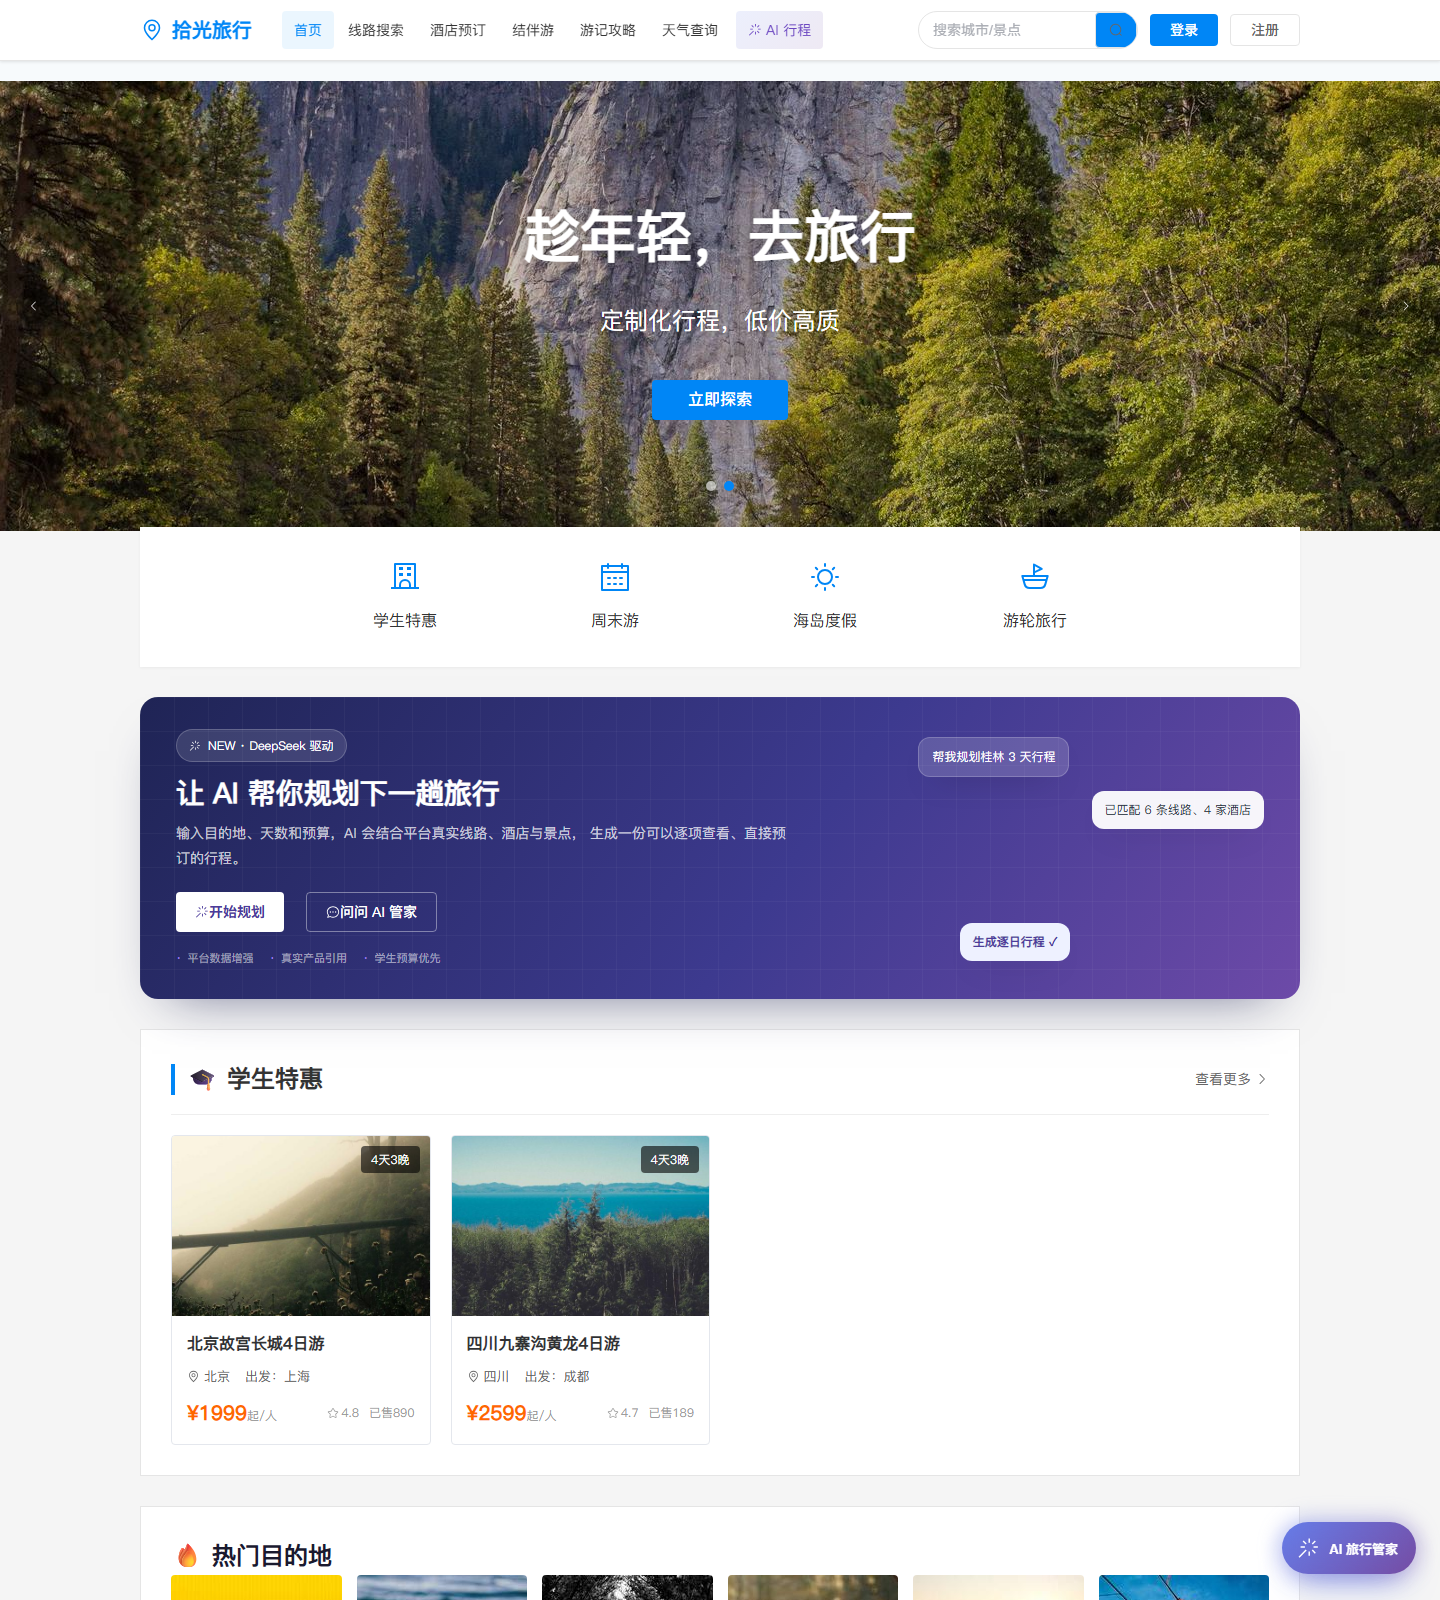 拾光旅行
首页
线路搜索
酒店预订
结伴游
游记攻略
天气查询
AI 行程
搜索城市/景点
登录
注册
趁年轻，去旅行
定制化行程，低价高质
立即探索
学生特惠
周末游
海岛度假
游轮旅行
NEW · DeepSeek 驱动
让 AI 帮你规划下一趟旅行
输入目的地、天数和预算，AI 会结合平台真实线路、酒店与景点， 生成一份可以逐项查看、直接预
订的行程。
开始规划
问问 AI 管家
· 平台数据增强
· 真实产品引用
· 学生预算优先
帮我规划桂林 3 天行程
已匹配 6 条线路、4 家酒店
生成逐日行程 ✓
学生特惠
查看更多
4天3晚
北京故宫长城4日游
北京 出发：上海
¥1999起/人
4.8 已售890
4天3晚
四川九寨沟黄龙4日游
四川 出发：成都
¥2599起/人
4.7 已售189
热门目的地
AI 旅行管家